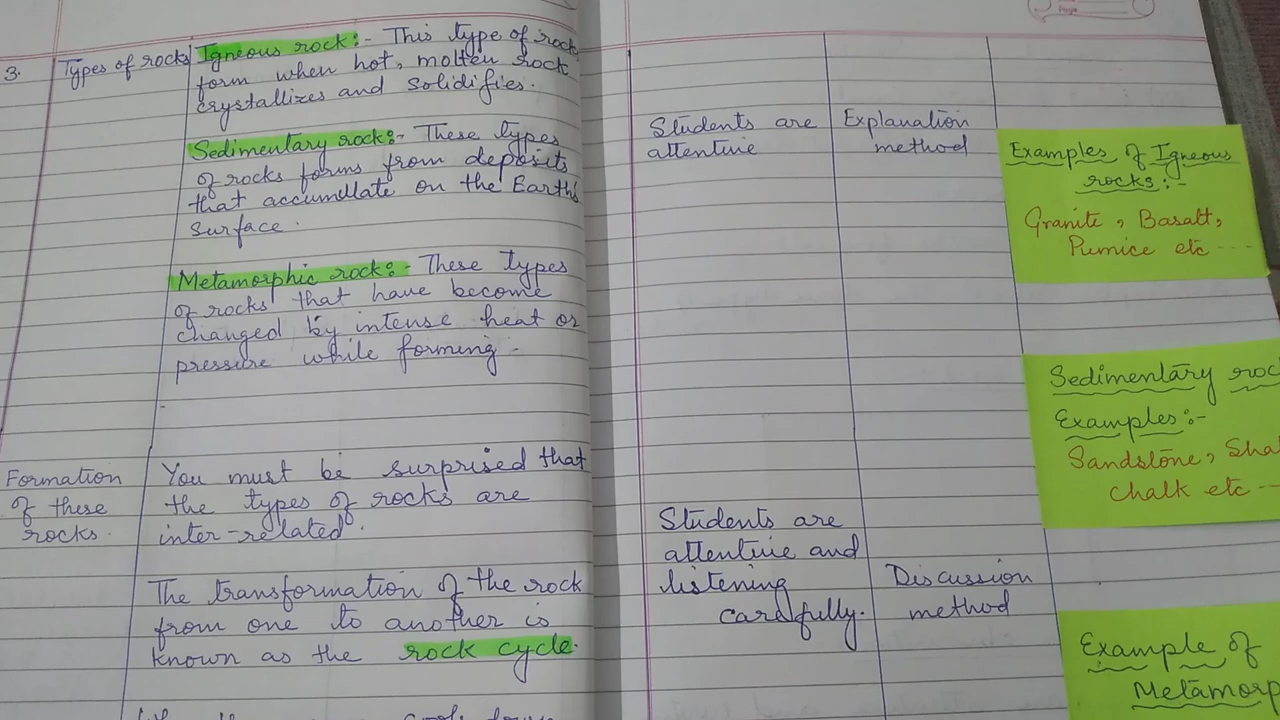 3.
Types of rocks
Igneous rock:- This type of rock
form when hot, molten rock
crystallizes and solidifies.
Sedimentary rock:- These types
of rocks forms from deposits
that accumellate on the Earth's
surface.
Metamorphic rock:- These types
of rocks that have become
changed by intense heat or
pressure while forming -
Formation
of these
rocks.
You must be surprised that
the types of rocks are
inter-related.
The transformation of the rock
from one to another is
known as the rock cycle.
Students are
attentive
Explanation
method
Students are
attentive and
listening
carefully.
Discussion
method
Examples of Igneous
rocks:-
Granite, Basalt,
Pumice etc ---
Sedimentary roc
Examples:-
Sandstone, Sha
Chalk etc --
Example of
Metamorp